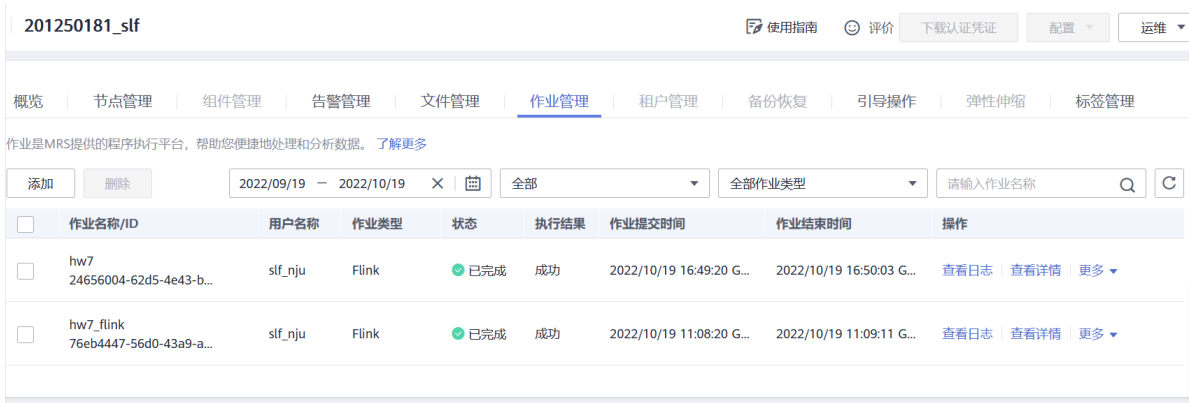 201250181_slf
使用指南 评价 下载认证凭证 配置 运维
概览 节点管理 组件管理 告警管理 文件管理 作业管理 租户管理 备份恢复 引导操作 弹性伸缩 标签管理
作业是MRS提供的程序执行平台，帮助您便捷地处理和分析数据。 了解更多
添加 删除 2022/09/19 — 2022/10/19 全部 全部作业类型 请输入作业名称
作业名称/ID 用户名称 作业类型 状态 执行结果 作业提交时间 作业结束时间 操作
hw7
24656004-62d5-4e43-b... slf_nju Flink 已完成 成功 2022/10/19 16:49:20 G... 2022/10/19 16:50:03 G... 查看日志 查看详情 更多
hw7_flink
76eb4447-56d0-43a9-a... slf_nju Flink 已完成 成功 2022/10/19 11:08:20 G... 2022/10/19 11:09:11 G... 查看日志 查看详情 更多